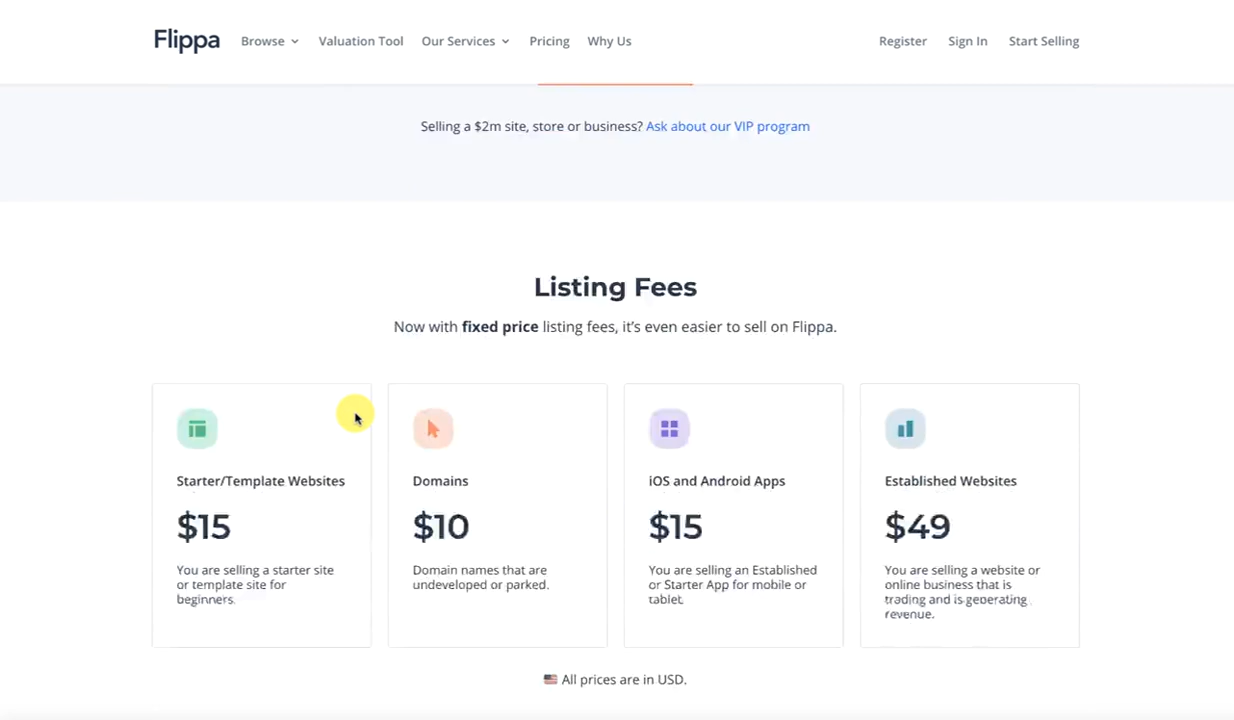 Flippa
Browse
Valuation Tool
Our Services
Pricing
Why Us
Register
Sign In
Start Selling
Selling a $2m site, store or business? Ask about our VIP program
Listing Fees
Now with fixed price listing fees, it's even easier to sell on Flippa.
Starter/Template Websites
$15
You are selling a starter site
or template site for
beginners.
Domains
$10
Domain names that are
undeveloped or parked.
iOS and Android Apps
$15
You are selling an Established
or Starter App for mobile or
tablet.
Established Websites
$49
You are selling a website or
online business that is
trading and is generating
revenue.
All prices are in USD.